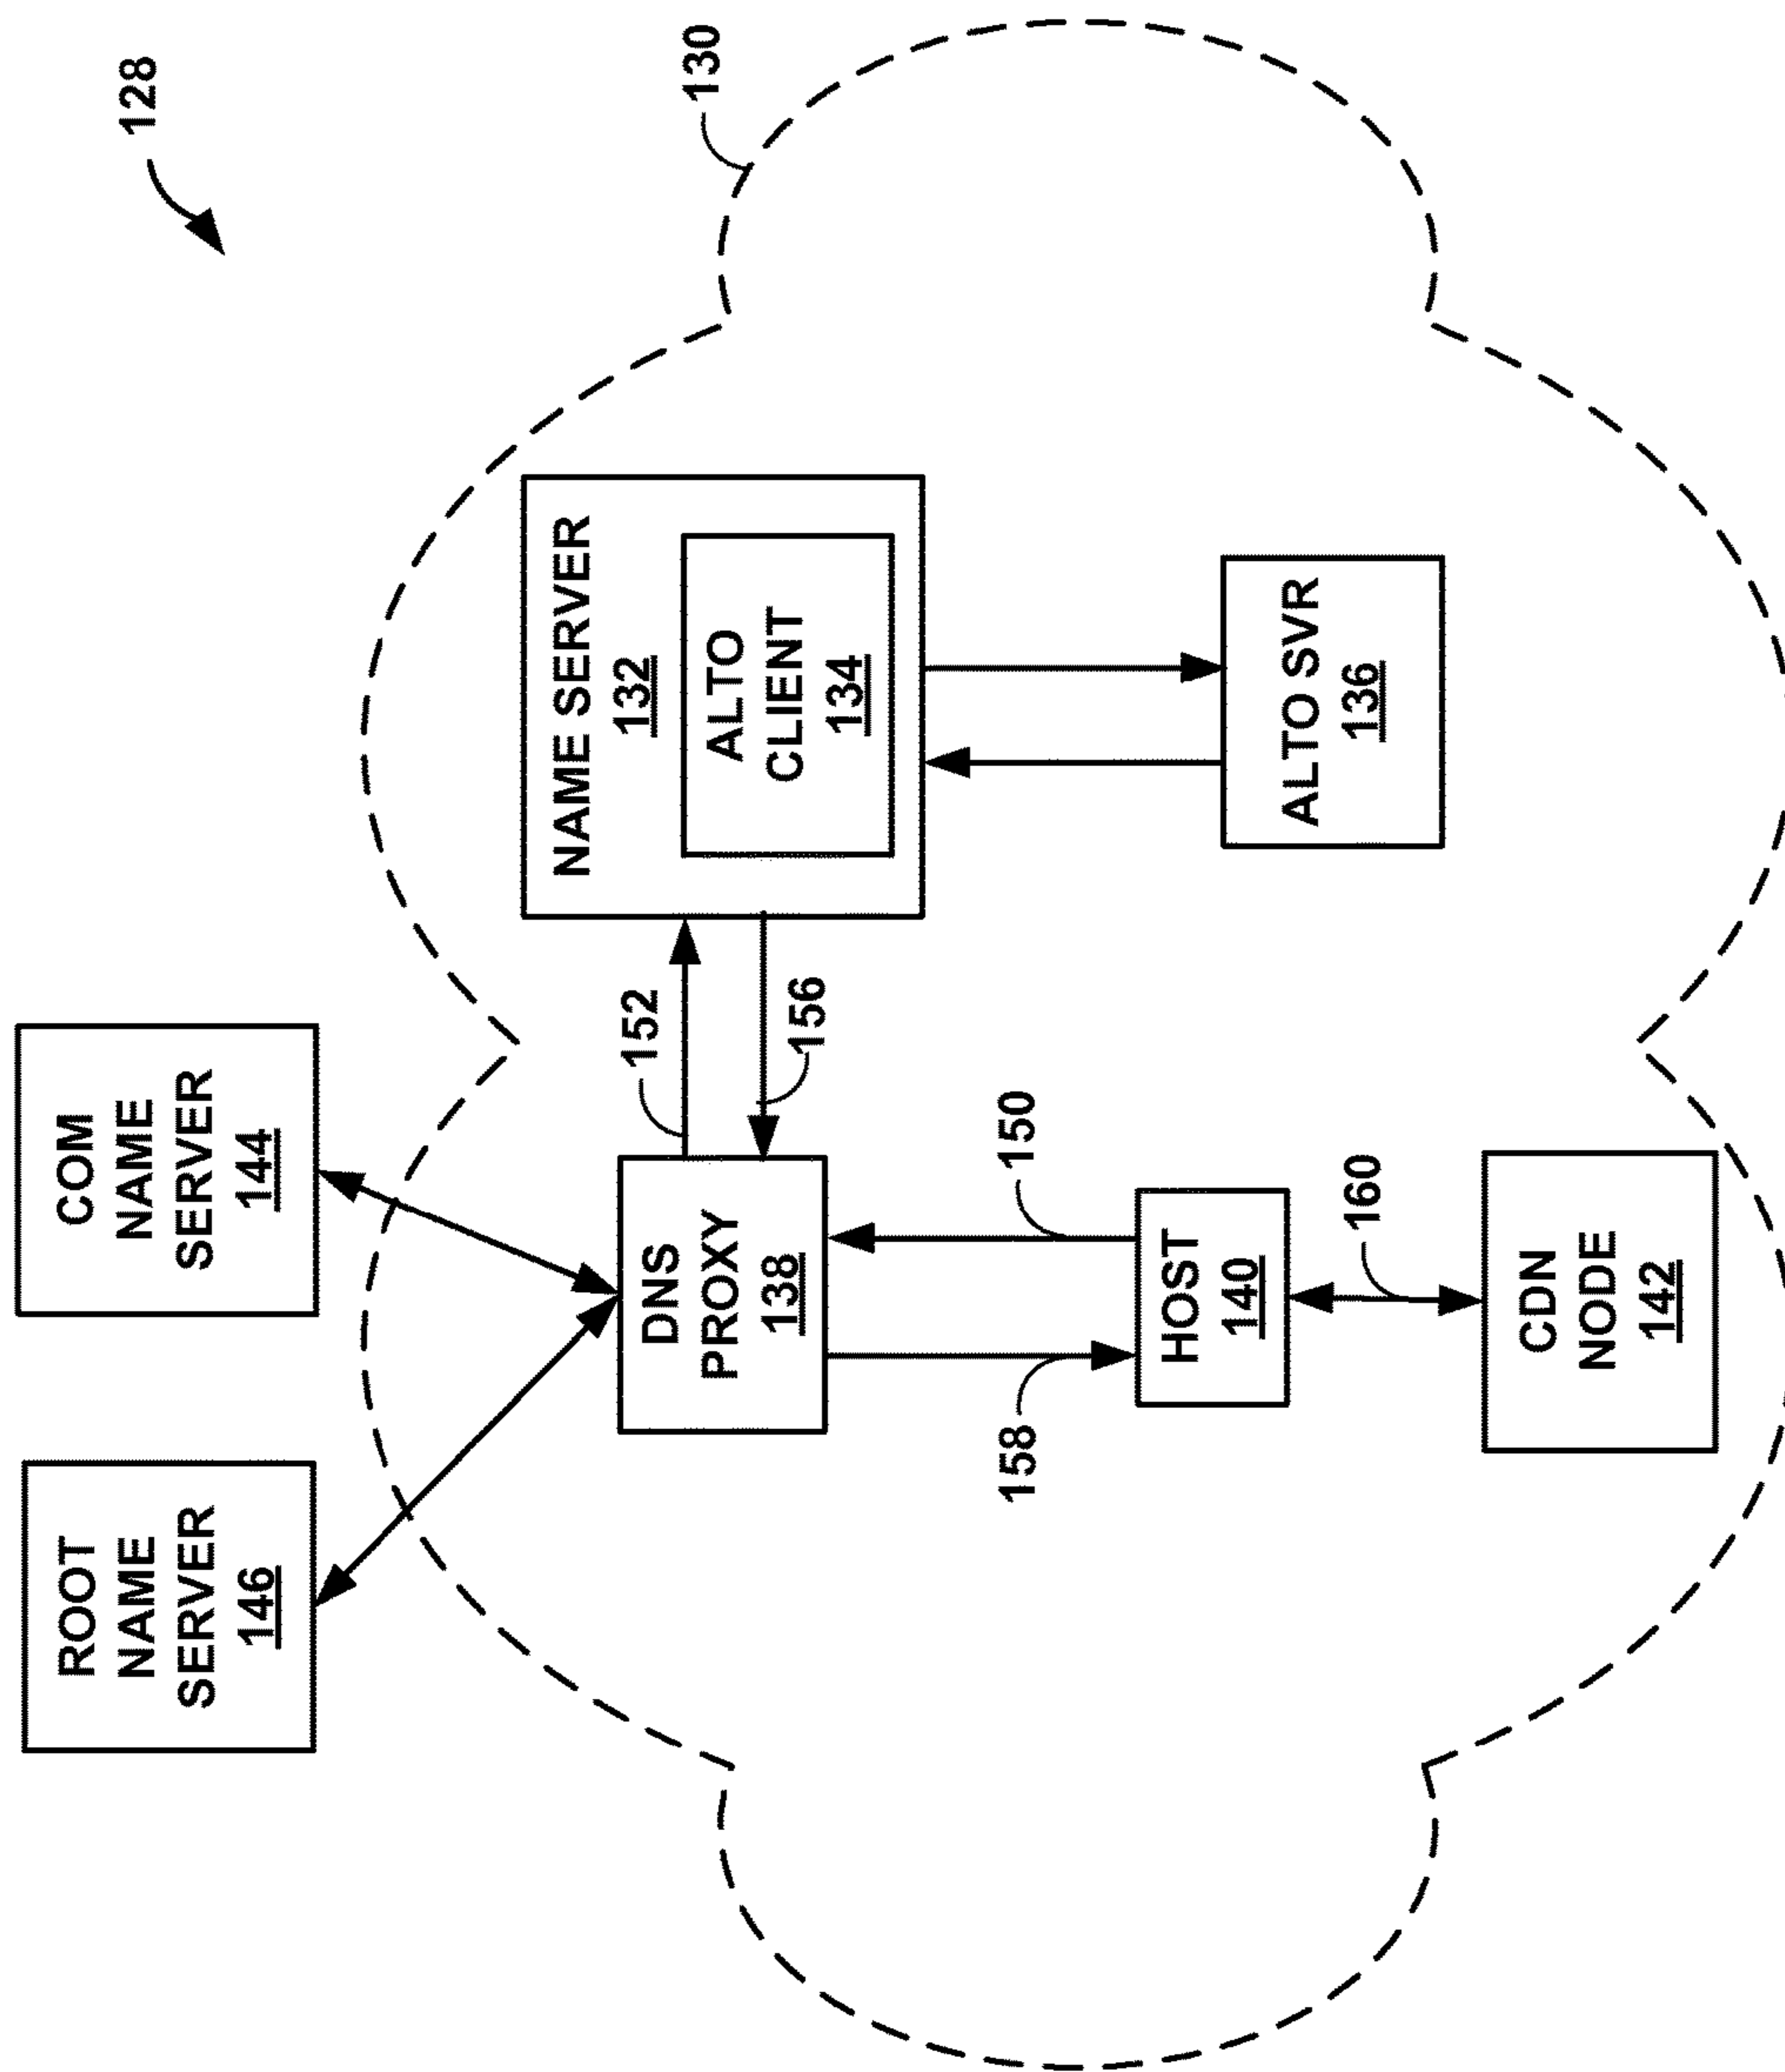 128
130
ROOT
NAME
SERVER
146
COM
NAME
SERVER
144
NAME SERVER
132
ALTO
CLIENT
134
152
156
DNS
PROXY
138
158
150
ALTO SVR
136
HOST
140
160
CDN
NODE
142